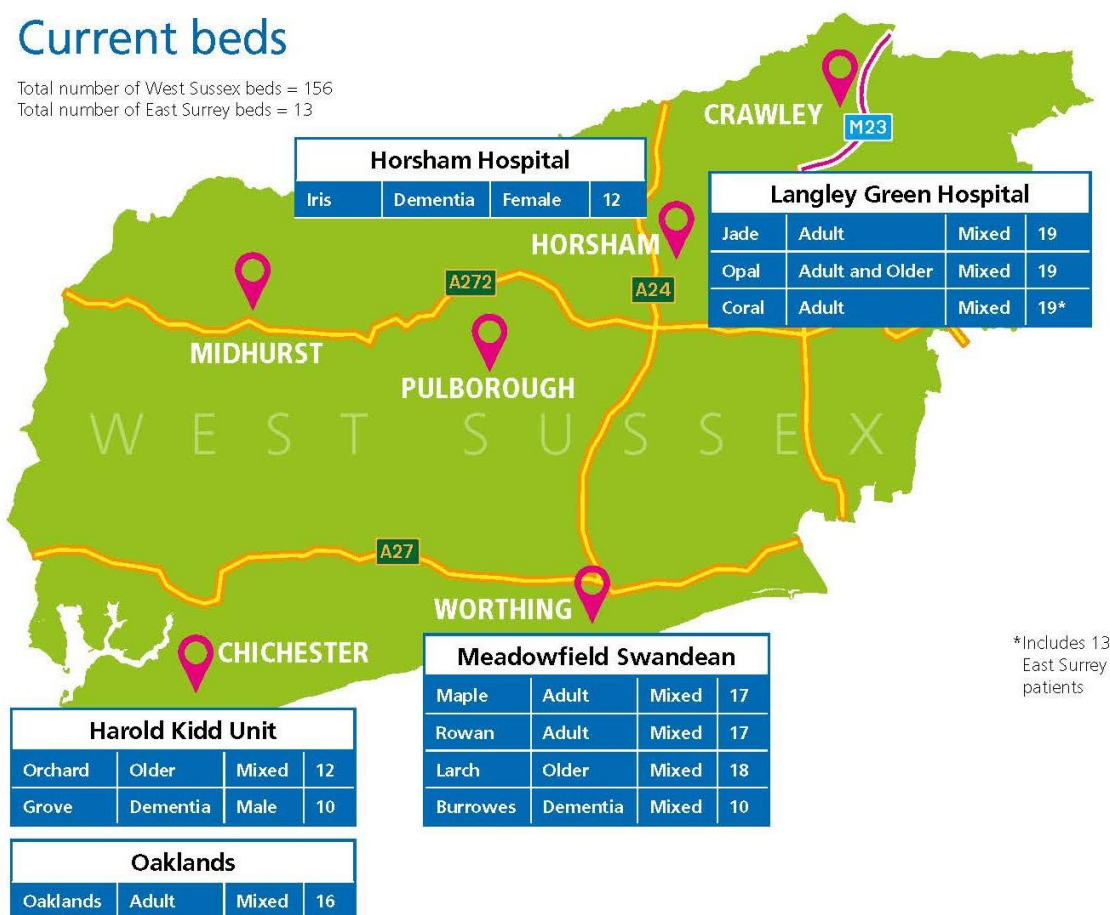 Current beds
Total number of West Sussex beds = 156
Total number of East Surrey beds = 13
CRAWLEY
M23
Horsham Hospital
Iris Dementia Female 12
Langley Green Hospital
Jade Adult Mixed 19
Opal Adult and Older Mixed 19
Coral Adult Mixed 19*
HORSHAM
A272
A24
MIDHURST
PULBOROUGH
WEST SUSSEX
A27
WORTHING
CHICHESTER
Meadowfield Swandean
Maple Adult Mixed 17
Rowan Adult Mixed 17
Larch Older Mixed 18
Burrowes Dementia Mixed 10
*Includes 13
East Surrey
patients
Harold Kidd Unit
Orchard Older Mixed 12
Grove Dementia Male 10
Oaklands
Oaklands Adult Mixed 16